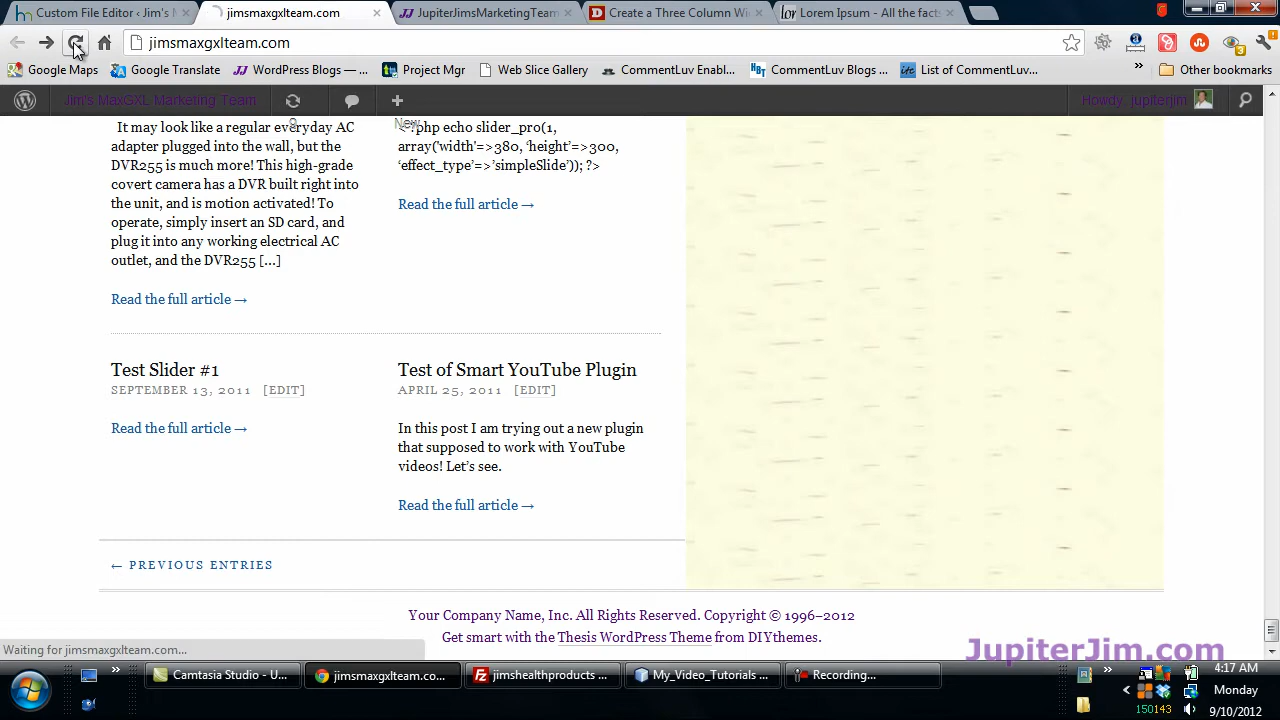 Custom File Editor ‹ Jim's M
jimsmaxgxlteam.com
JupiterJimsMarketingTeam
Create Three Column Wi
Lorem Ipsum - All the facts
jimsmaxgxlteam.com
Google Maps
Google Translate
WordPress Blogs — ...
Project Mgt
Web Slice Gallery
CommentLuv Enabl...
CommentLuv Blogs ...
List of CommentLuv...
»
Other bookmarks
Jim's MaxGXL Marketing Team
Howdy, jupiterjim
9
New
It may look like a regular everyday AC
adapter plugged into the wall, but the
DVR255 is much more! This high-grade
covert camera has a DVR built right into
the unit, and is motion activated! To
operate, simply insert an SD card, and
plug it into any working electrical AC
outlet, and the DVR255 [...]
Read the full article →
<?php echo slider_pro(1,
array('width'=>380, 'height'=>300,
'effect_type'=>'simpleSlide')); ?>
Read the full article →
Test Slider #1
SEPTEMBER 13, 2011 [EDIT]
Read the full article →
Test of Smart YouTube Plugin
APRIL 25, 2011 [EDIT]
In this post I am trying out a new plugin
that supposed to work with YouTube
videos! Let's see.
Read the full article →
← PREVIOUS ENTRIES
Your Company Name, Inc. All Rights Reserved. Copyright © 1996–2012
Get smart with the Thesis WordPress Theme from DIYthemes.
Waiting for jimsmaxgxlteam.com...
JupiterJim.com
Camtasia Studio - U...
jimsmaxgxlteam.co...
jimshealthproducts ...
My_Video_Tutorials ...
Recording...
4:17 AM
Monday
9/10/2012
150143